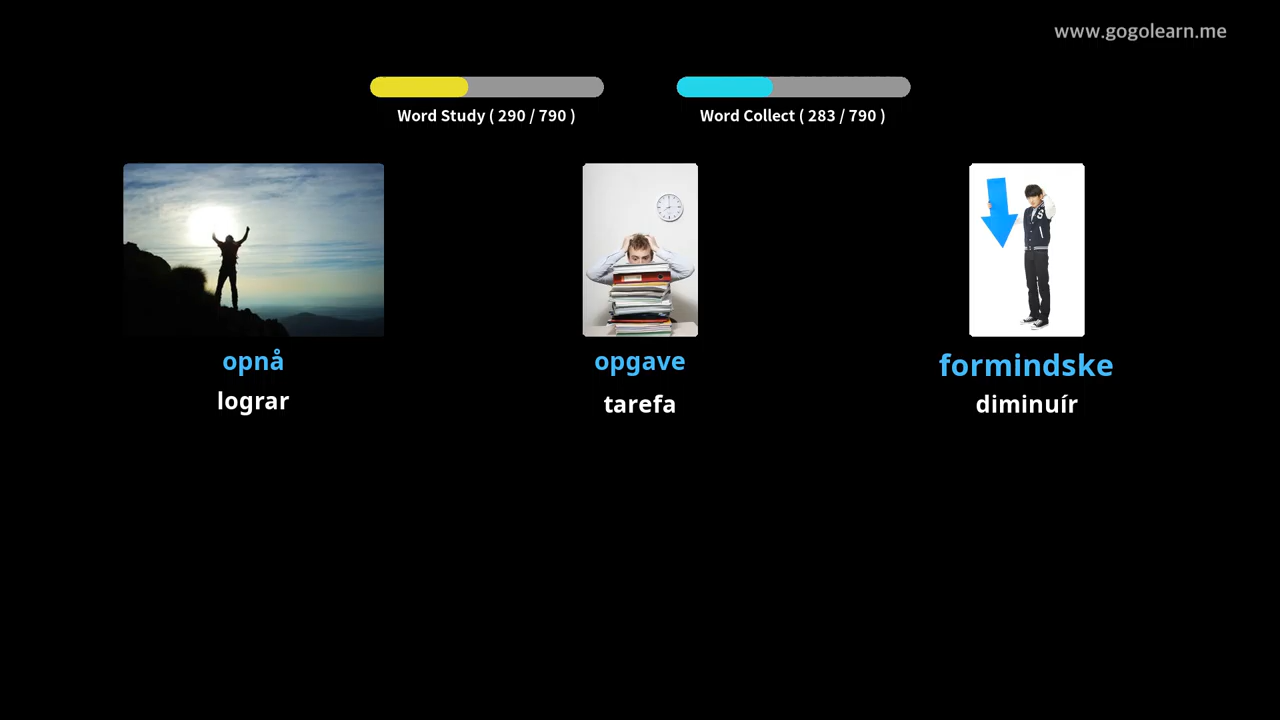 www.gogolearn.me
Word Study ( 290 / 790 )
Word Collect ( 283 / 790 )
opnå
lograr
opgave
tarefa
formindske
diminuír